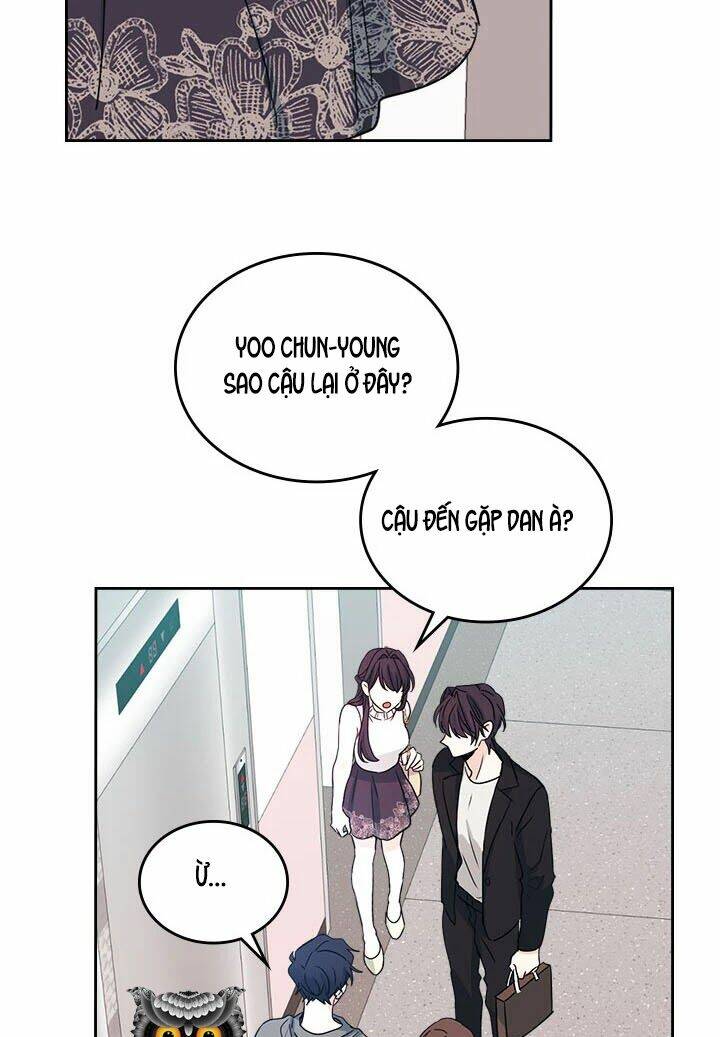 YOO CHUN-YOUNG
SAO CẬU LẠI Ở ĐÂY?
CẬU ĐẾN GẶP DAN À?
Ừ...